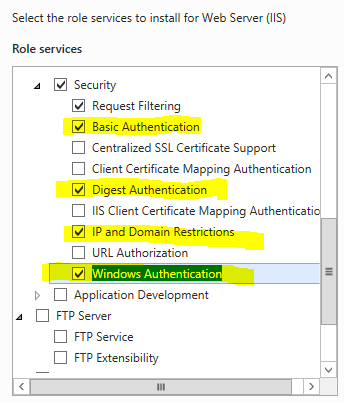 Select the role services to install for Web Server (IIS)
Role services
Security
Request Filtering
Basic Authentication
Centralized SSL Certificate Support
Client Certificate Mapping Authentication
Digest Authentication
IIS Client Certificate Mapping Authenticatio
IP and Domain Restrictions
URL Authorization
Windows Authentication
Application Development
FTP Server
FTP Service
FTP Extensibility